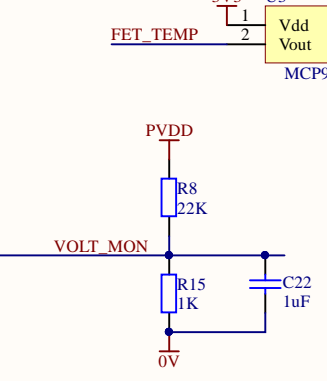 1
Vdd
FET_TEMP
2
Vout
MCP9
PVDD
R8
22K
VOLT_MON
R15
1K
C22
1uF
0V